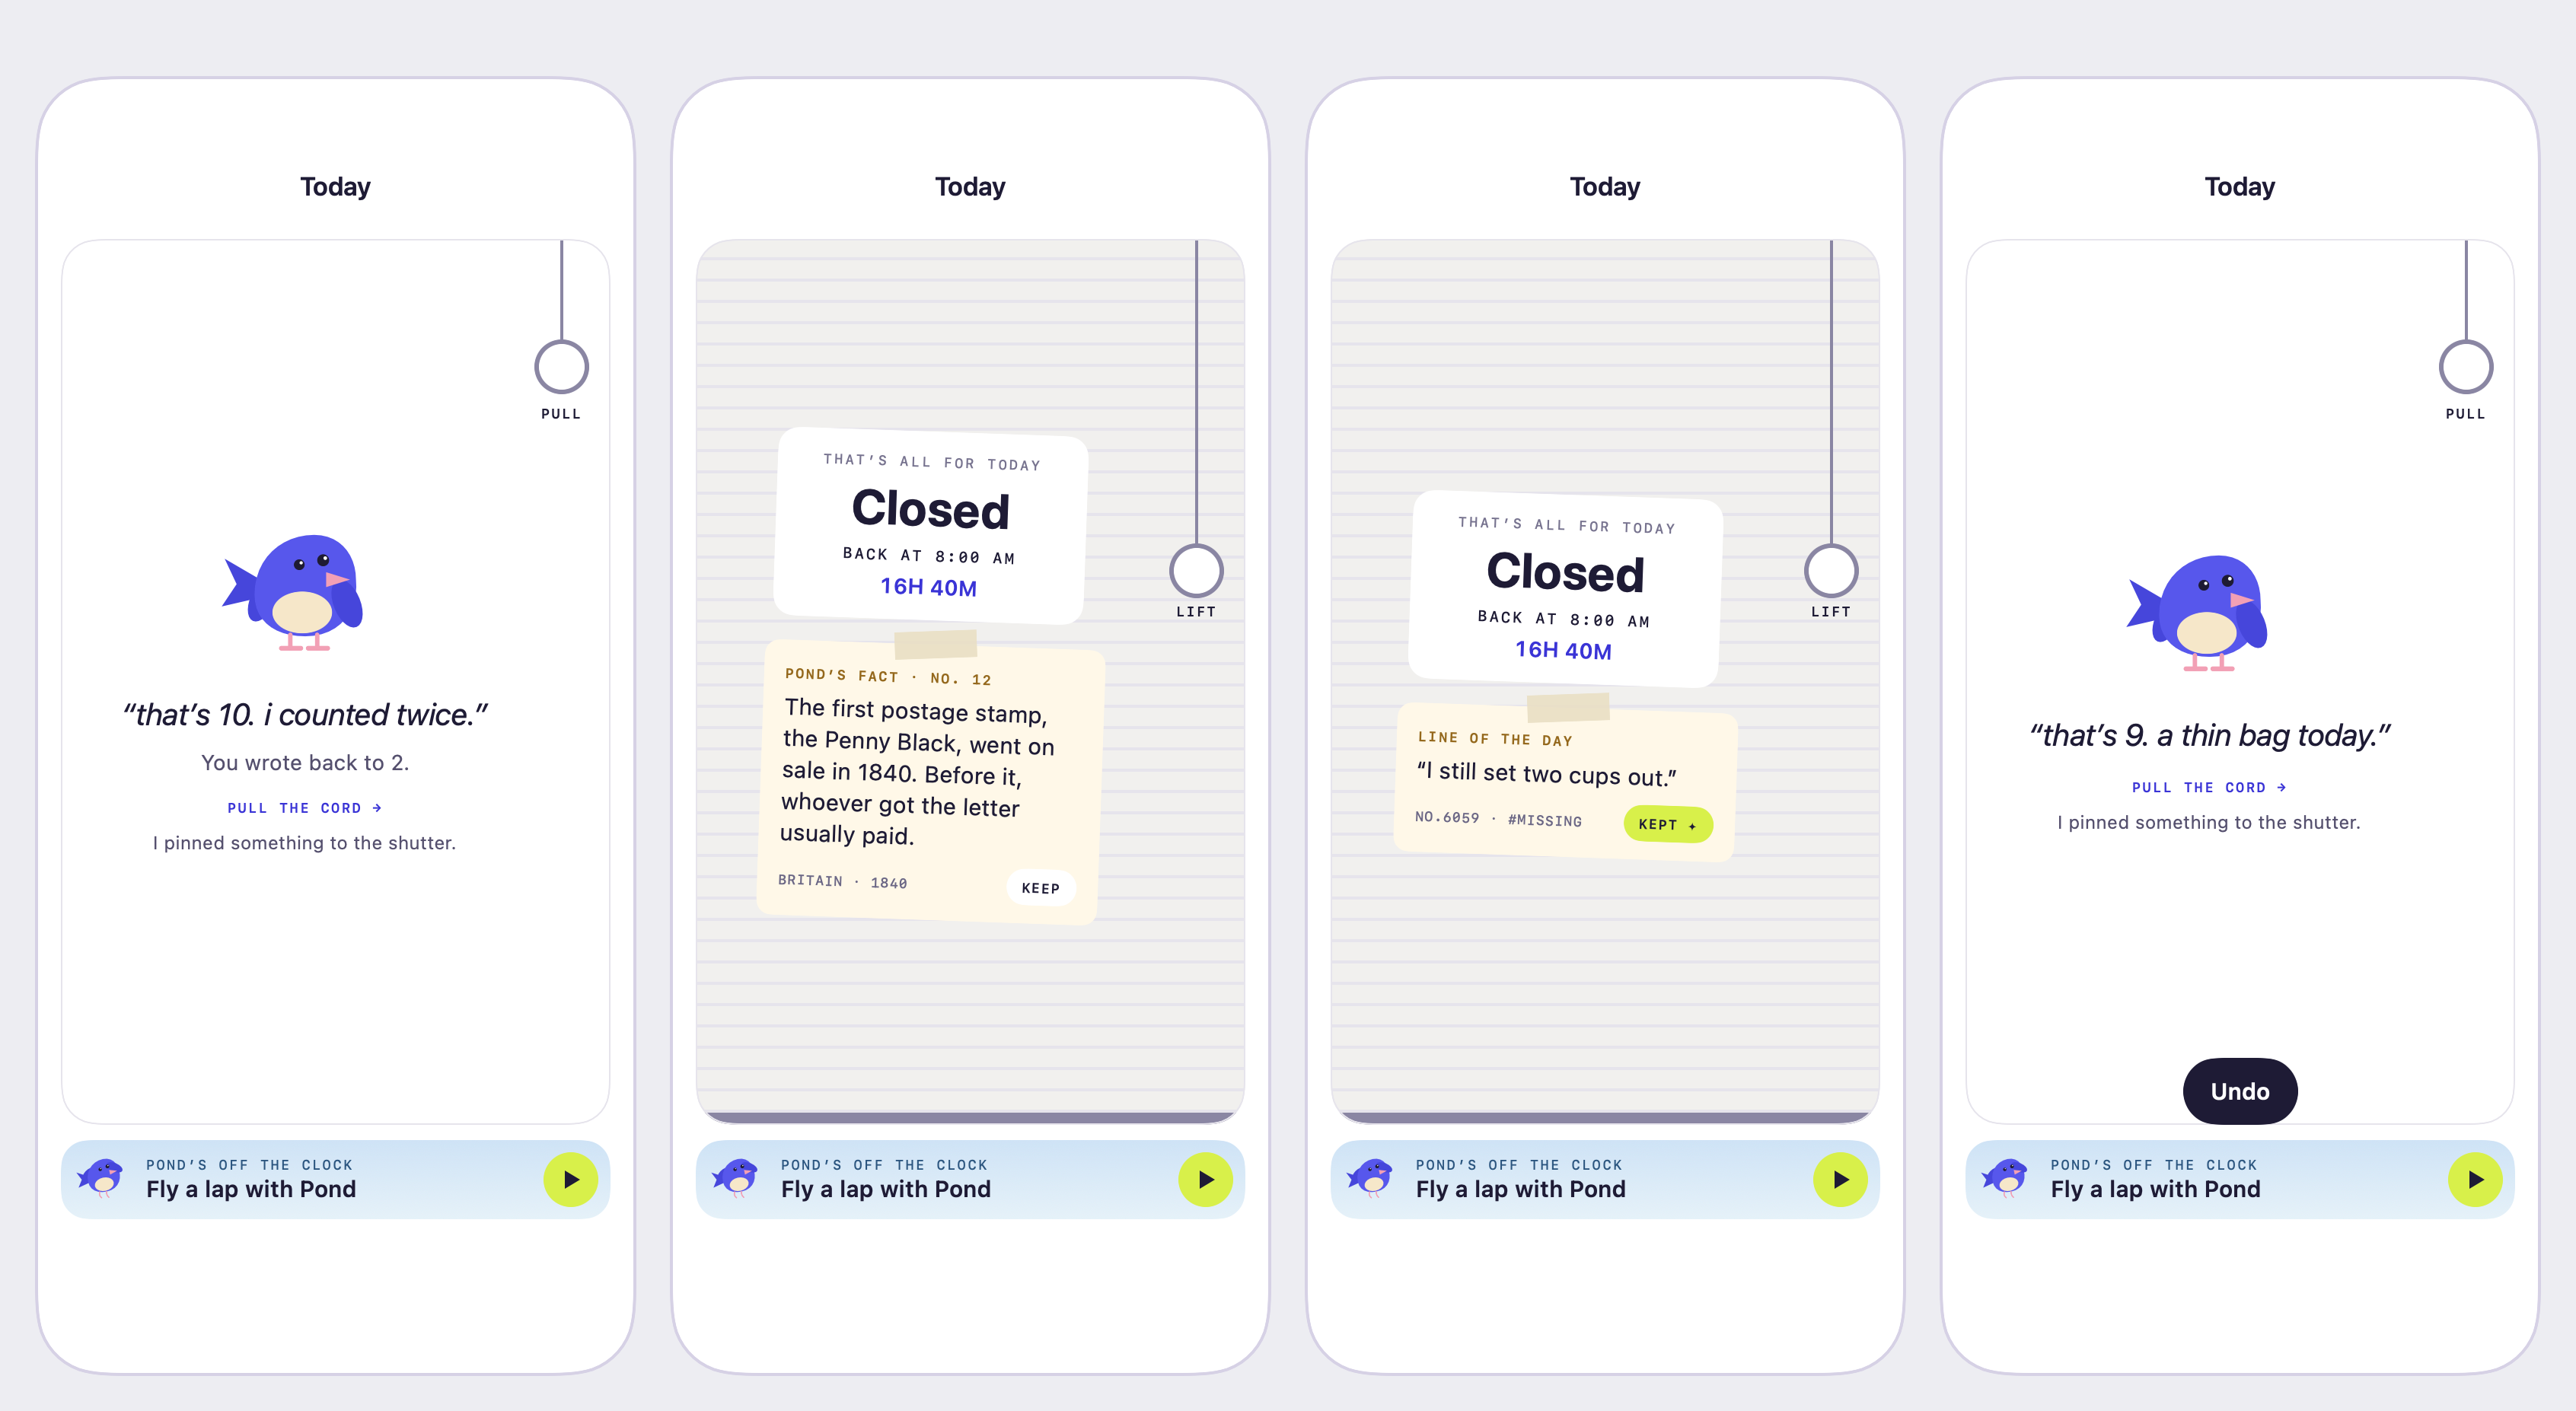 Today
PULL
“that’s 10. i counted twice.”
You wrote back to 2.
PULL THE CORD →
I pinned something to the shutter.
POND’S OFF THE CLOCK
Fly a lap with Pond
Today
THAT’S ALL FOR TODAY
Closed
BACK AT 8:00 AM
16H 40M
LIFT
POND’S FACT · NO. 12
The first postage stamp,
the Penny Black, went on
sale in 1840. Before it,
whoever got the letter
usually paid.
BRITAIN · 1840
KEEP
POND’S OFF THE CLOCK
Fly a lap with Pond
Today
THAT’S ALL FOR TODAY
Closed
BACK AT 8:00 AM
16H 40M
LIFT
LINE OF THE DAY
“I still set two cups out.”
NO.6059 · #MISSING
KEPT ✦
POND’S OFF THE CLOCK
Fly a lap with Pond
Today
PULL
“that’s 9. a thin bag today.”
PULL THE CORD →
I pinned something to the shutter.
Undo
POND’S OFF THE CLOCK
Fly a lap with Pond